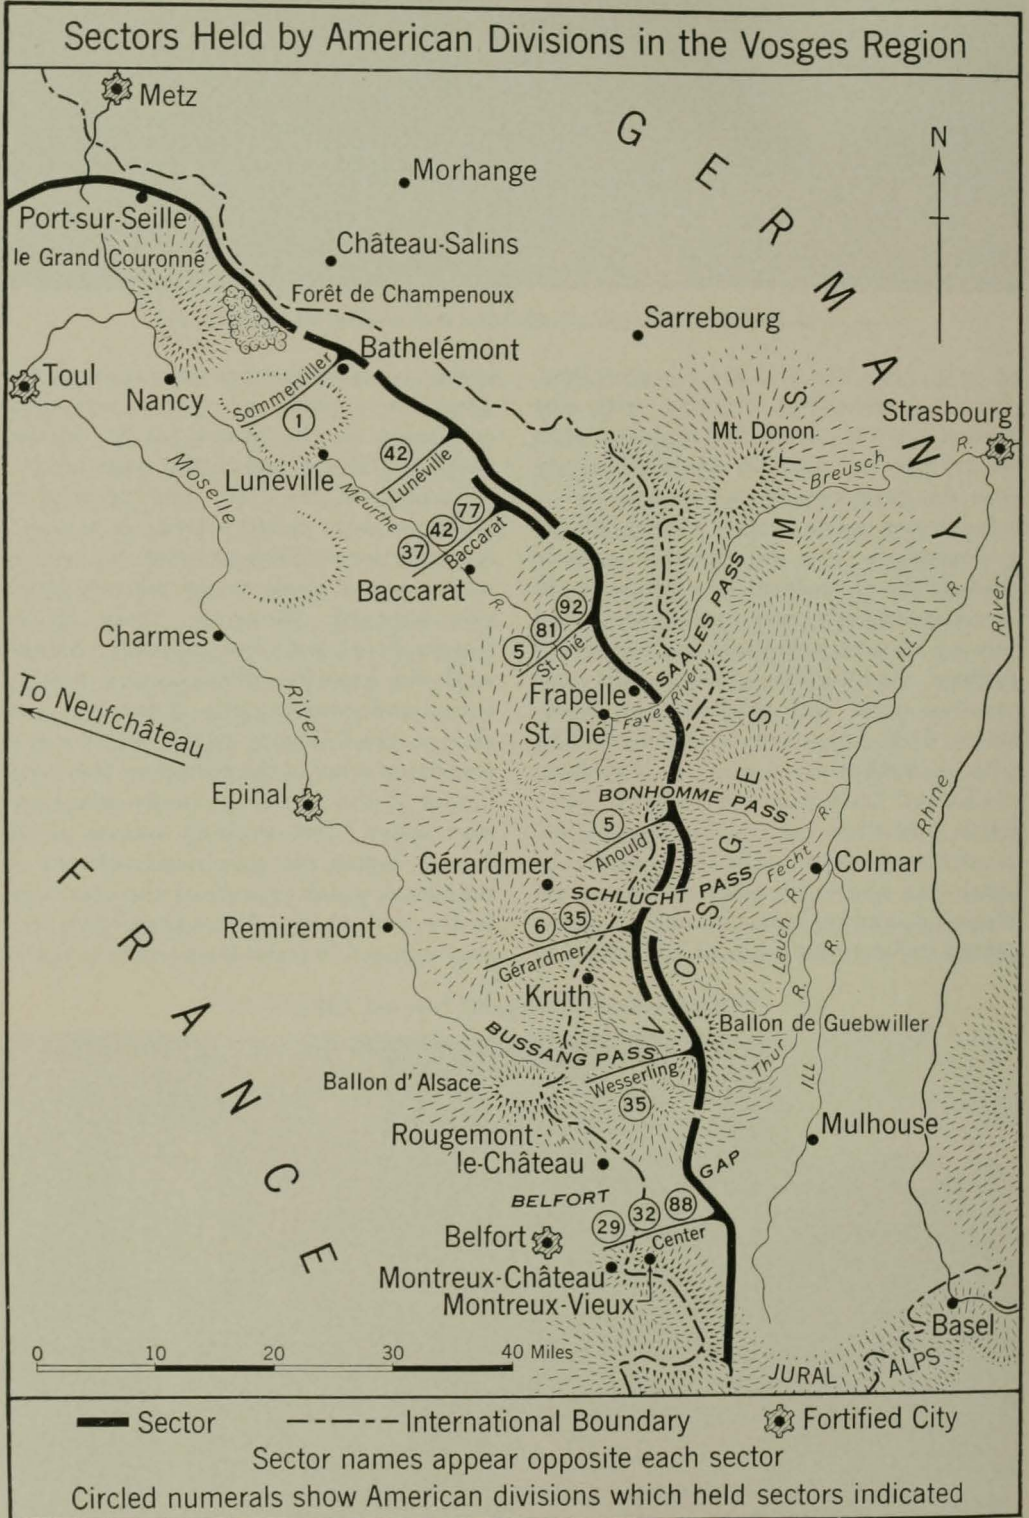 Sectors Held by American Divisions in the Vosges Region
Metz
GERMANY
N
Morhange
Port-sur-Seille
Château-Salins
le Grand Couronné
Forêt de Champenoux
Sarrebourg
Bathelémont
Toul
Nancy
Sommerviller
1
Strasbourg
Mt. Donon
R.
Breusch
42
Lunéville
Lunéville
Moselle
Meurthe
77
42
37
Baccarat
Baccarat
R.
VOSGES MTS.
SAALES PASS
ILL R.
River
92
81
5
St. Dié
Charmes
Frapelle
Fave River
St. Dié
To Neufchâteau
River
Epinal
BONHOMME PASS
R.
Rhine
5
Anould
Gérardmer
Fecht
Colmar
SCHLUCHT PASS
6
35
Remiremont
Gérardmer
Lauch R.
R.
Kruth
R.
BUSSANG PASS
Ballon de Guebwiller
Wesserling
Thur
Ballon d'Alsace
ILL
35
FRANCE
Rougemont-
le-Château
Mulhouse
BELFORT GAP
88
32
29
Center
Belfort
Montreux-Château
Montreux-Vieux
Basel
0 10 20 30 40 Miles
JURAL ALPS
Sector International Boundary Fortified City
Sector names appear opposite each sector
Circled numerals show American divisions which held sectors indicated